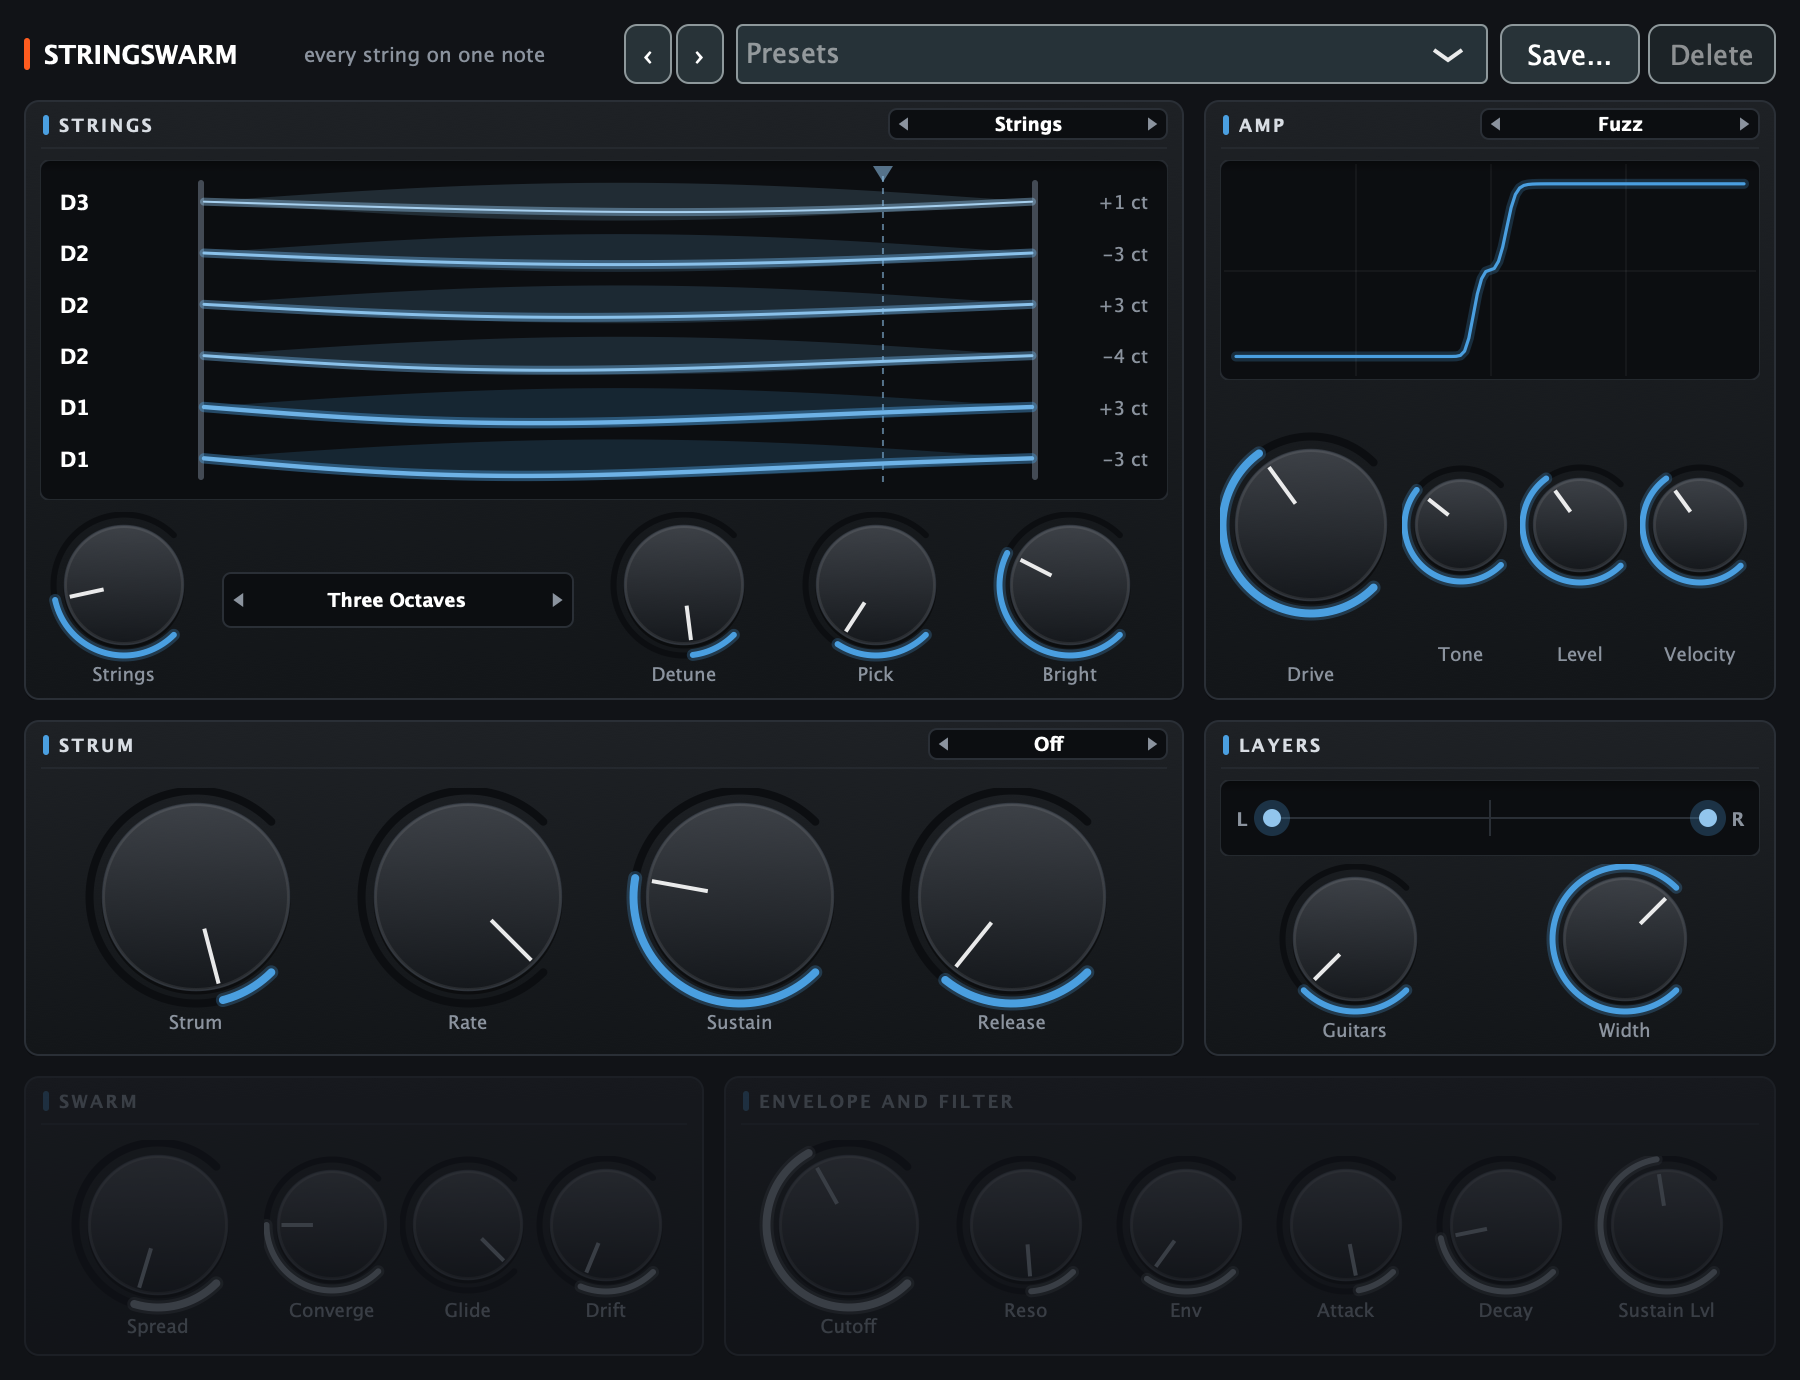 STRINGSWARM
every string on one note
‹
›
Presets
Save...
Delete
STRINGS
Strings
D3
+1 ct
D2
−3 ct
D2
+3 ct
D2
−4 ct
D1
+3 ct
D1
−3 ct
Strings
Three Octaves
Detune
Pick
Bright
AMP
Fuzz
Drive
Tone
Level
Velocity
STRUM
Off
Strum
Rate
Sustain
Release
LAYERS
L
R
Guitars
Width
SWARM
Spread
Converge
Glide
Drift
ENVELOPE AND FILTER
Cutoff
Reso
Env
Attack
Decay
Sustain Lvl